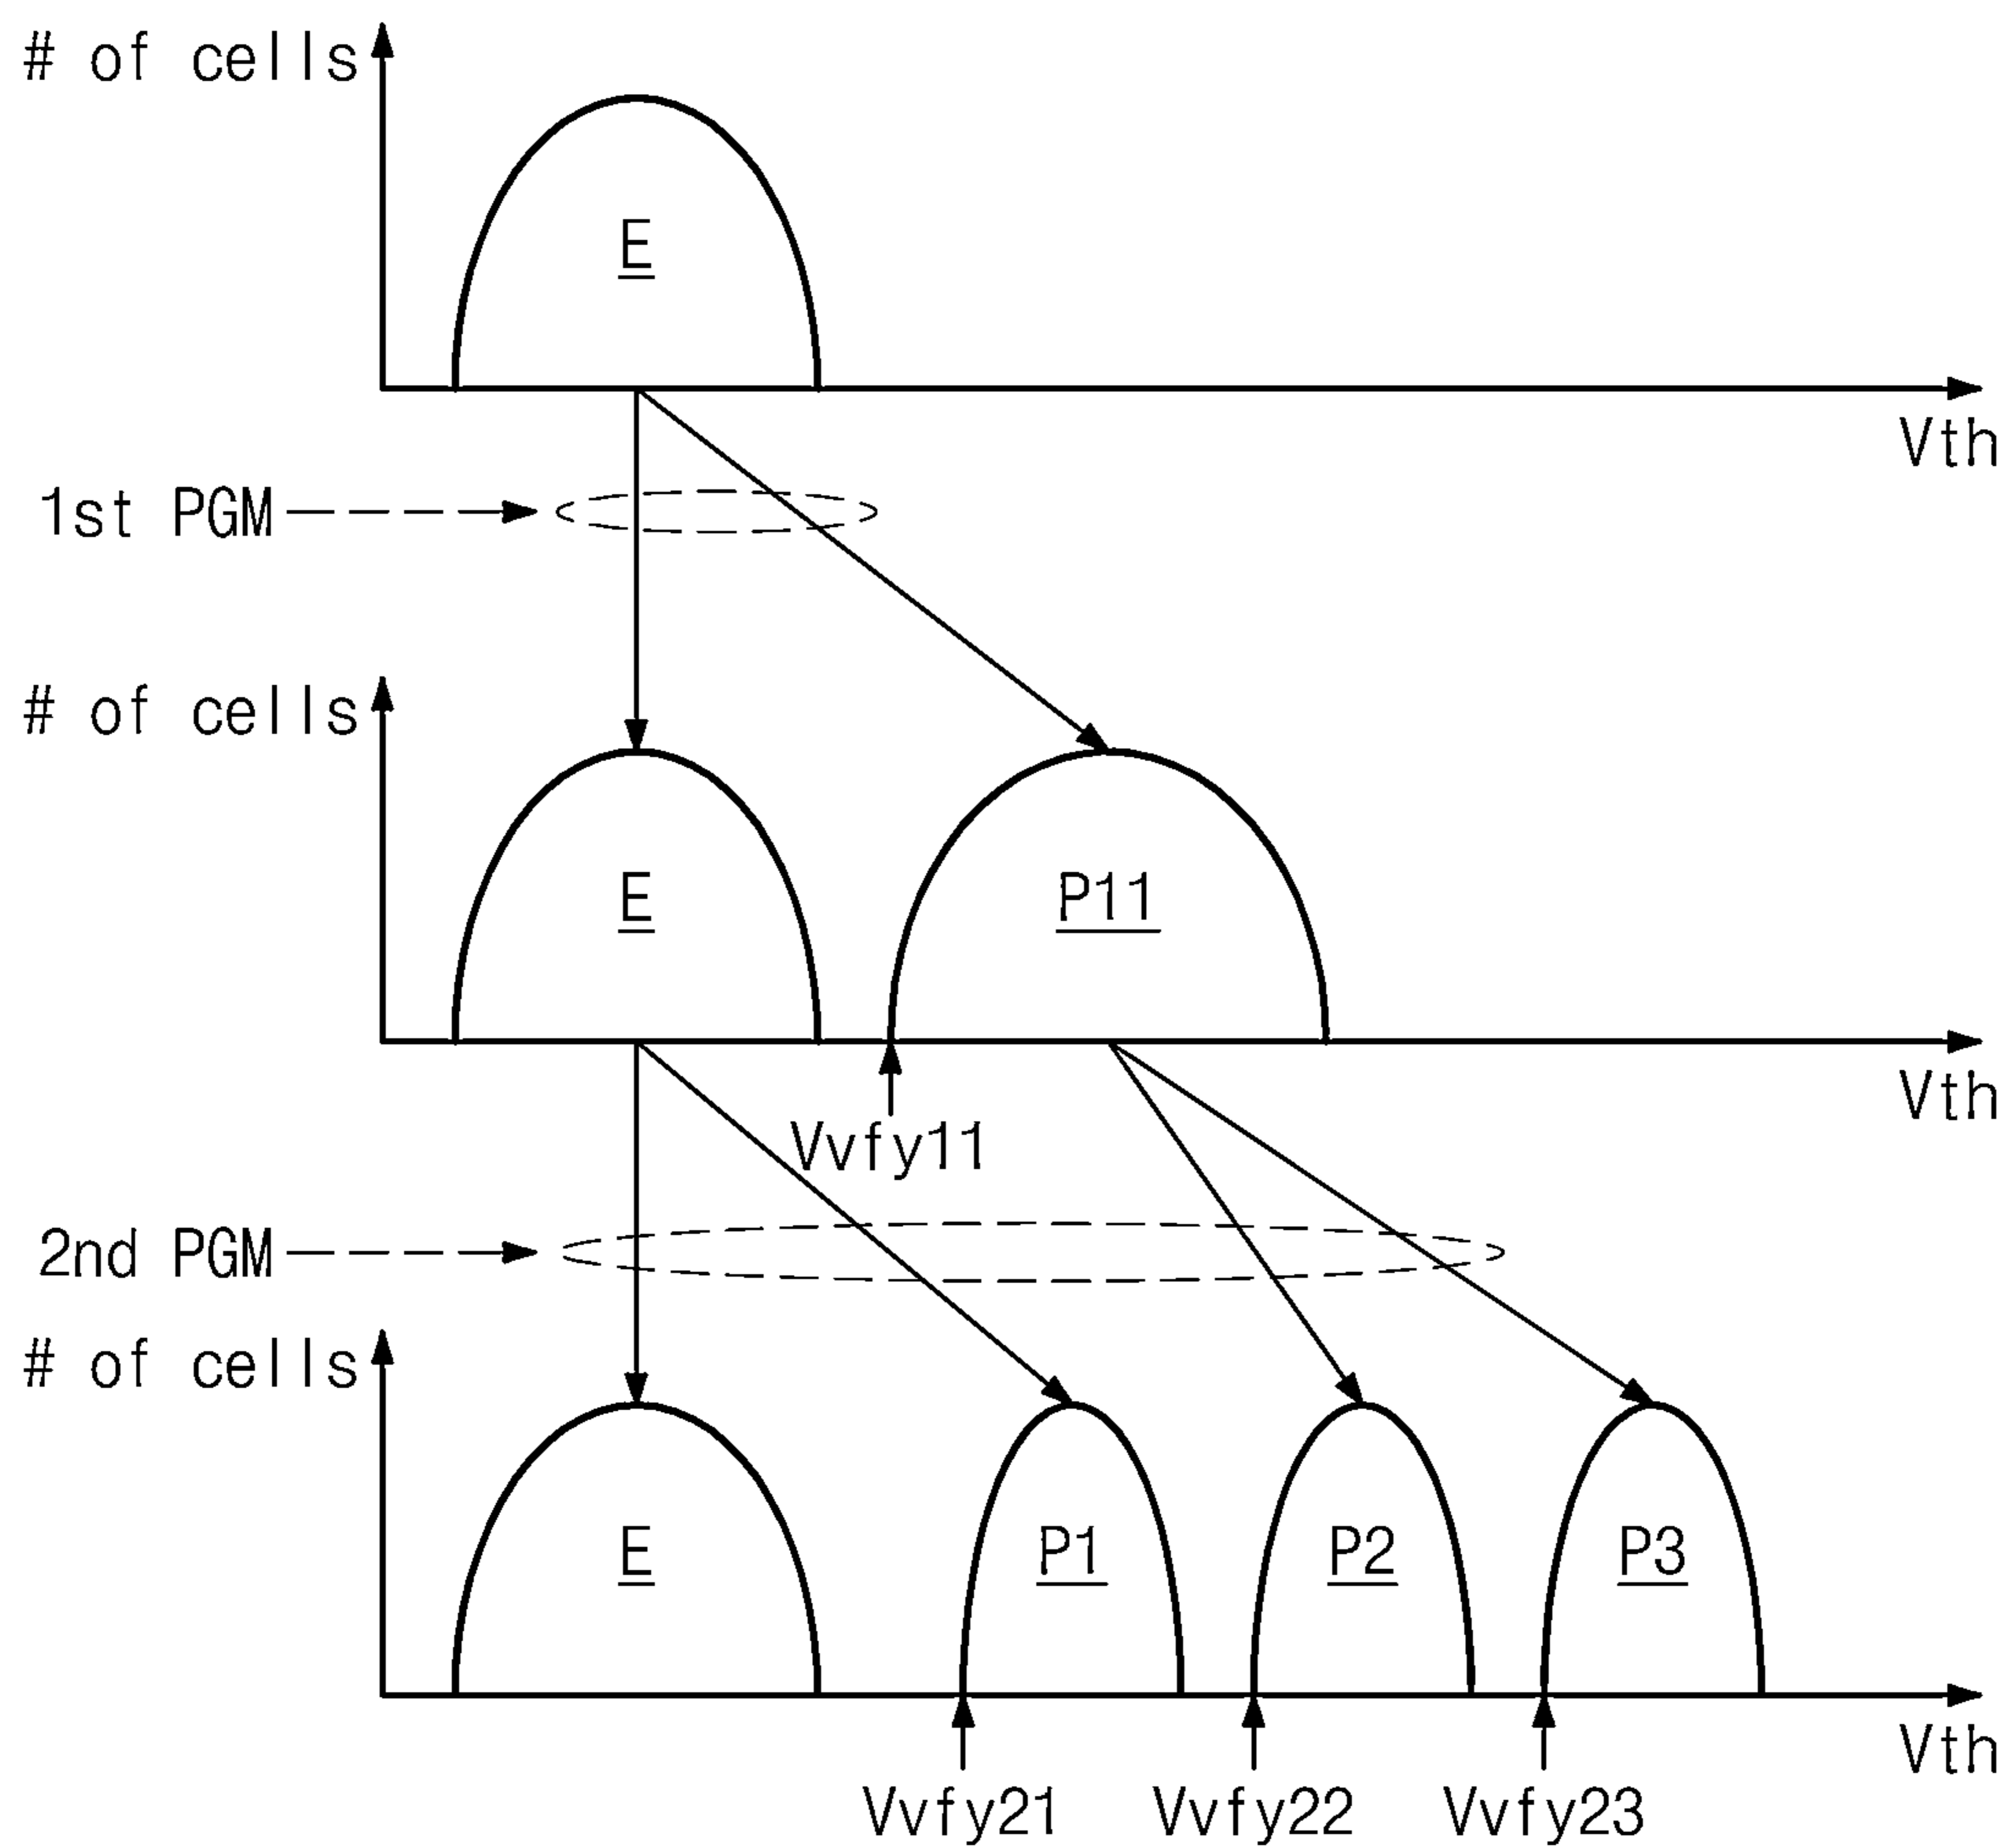 # of cells
E
Vth
1st PGM
# of cells
E
P11
Vth
Vvfy11
2nd PGM
# of cells
E
P1
P2
P3
Vth
Vvfy21
Vvfy22
Vvfy23